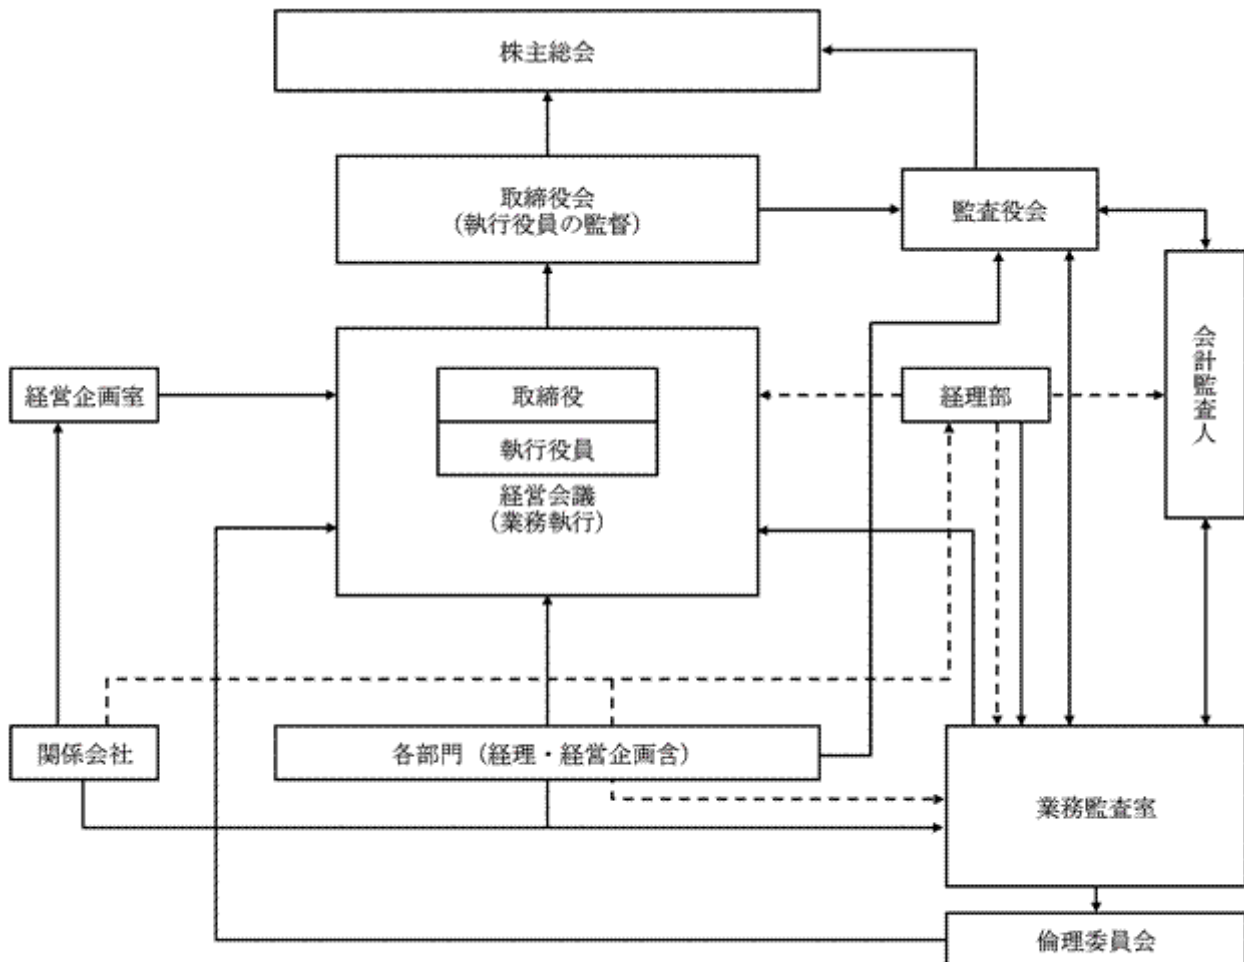 株主総会
取締役会
(執行役員の監督)
監査役会
会計監査人
経営企画室
取締役
執行役員
経営会議
(業務執行)
経理部
関係会社
各部門(経理・経営企画含)
業務監査室
倫理委員会